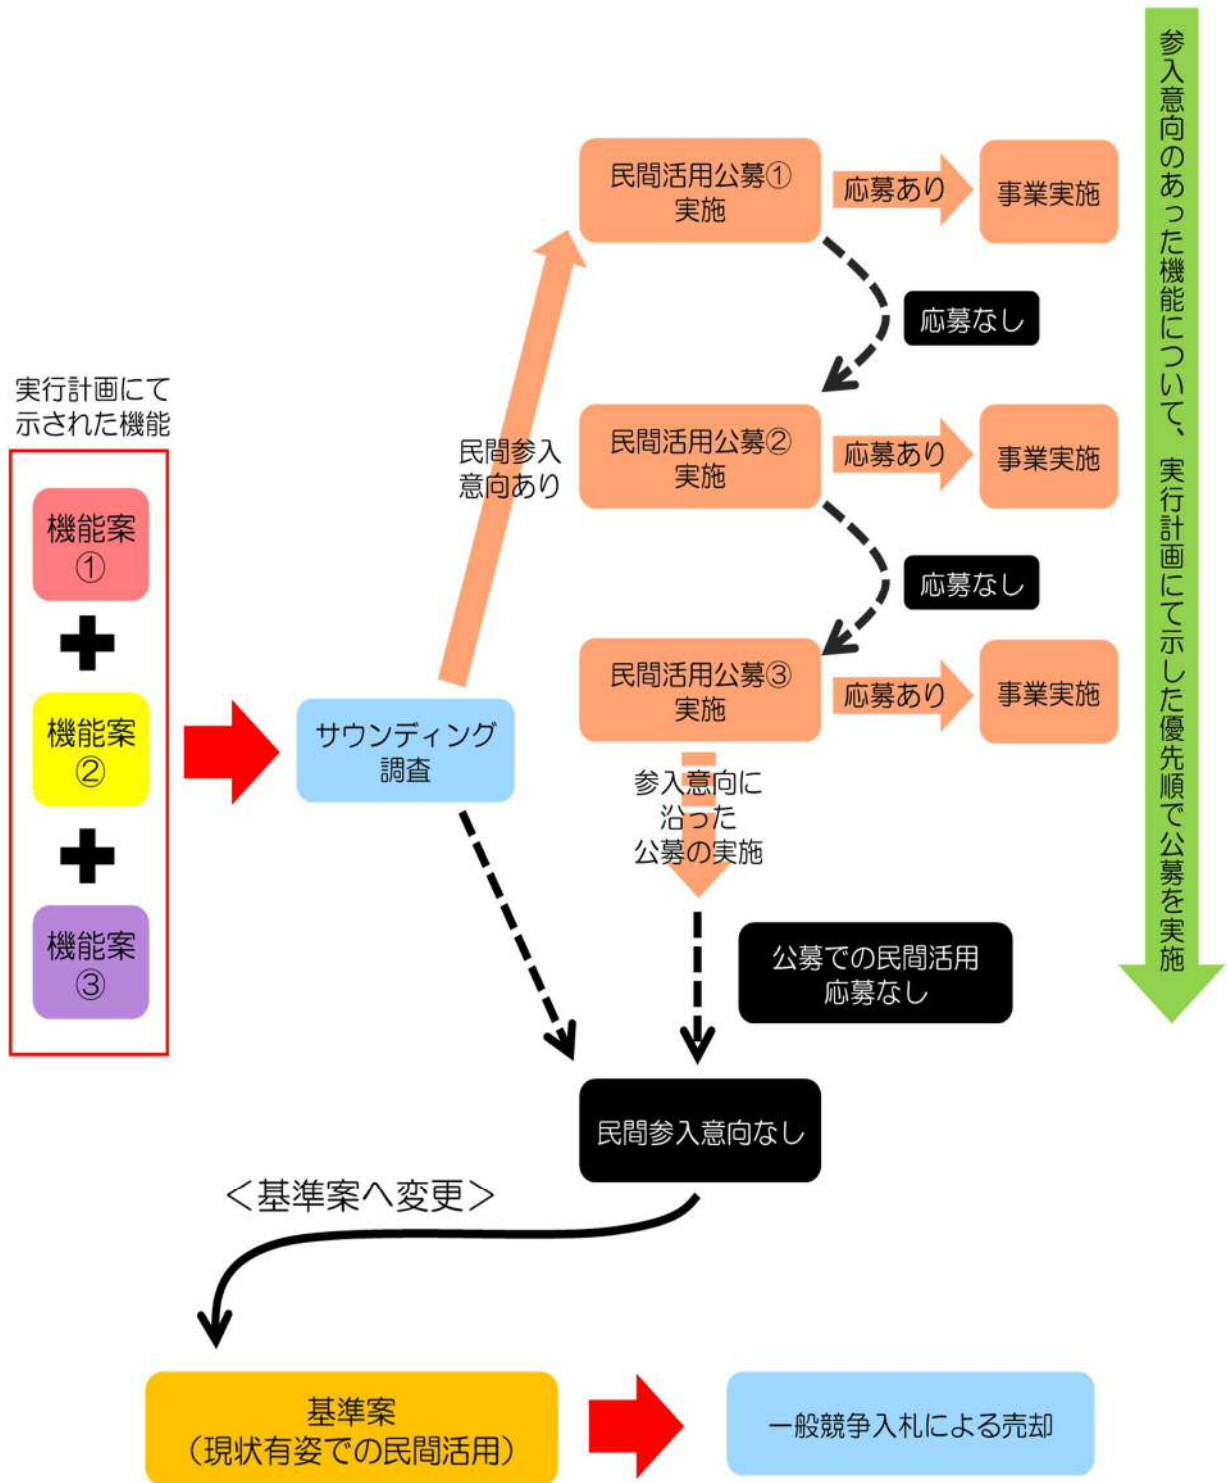 実行計画にて
示された機能
機能案
①
機能案
②
機能案
③
サウンディング
調査
民間参入
意向あり
民間活用公募①
実施
応募あり
事業実施
応募なし
民間活用公募②
実施
応募あり
事業実施
応募なし
民間活用公募③
実施
応募あり
事業実施
参入意向に
沿った
公募の実施
公募での民間活用
応募なし
民間参入意向なし
＜基準案へ変更＞
基準案
（現状有姿での民間活用）
一般競争入札による売却
参入意向のあった機能について、実行計画にて示した優先順で公募を実施